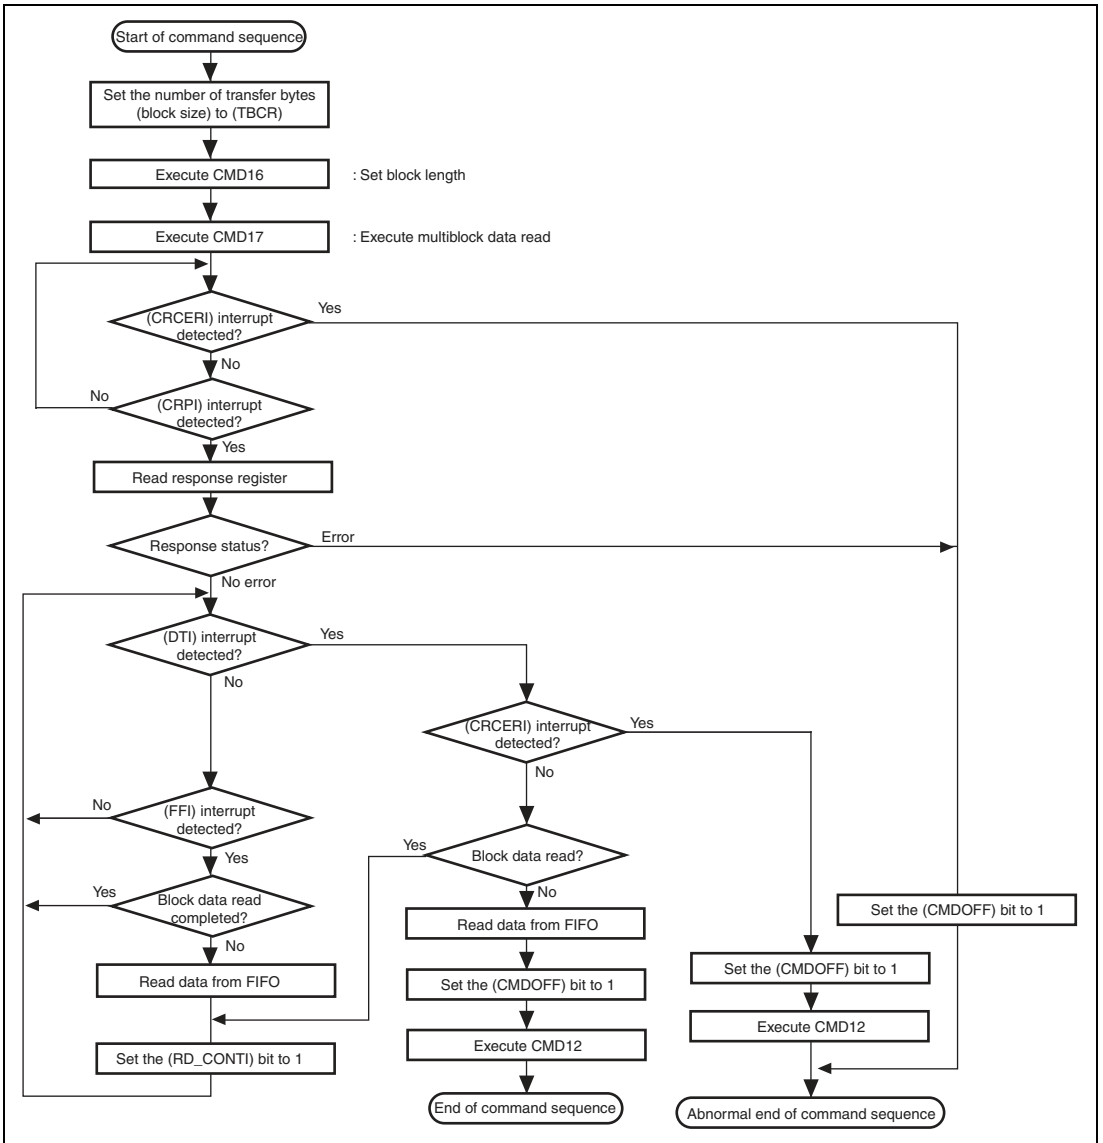 Start of command sequence
Set the number of transfer bytes
(block size) to (TBCR)
Execute CMD16
: Set block length
Execute CMD17
: Execute multiblock data read
(CRCERI) interrupt
detected?
Yes
No
(CRPI) interrupt
detected?
No
Yes
Read response register
Response status?
Error
No error
(DTI) interrupt
detected?
Yes
No
(CRCERI) interrupt
detected?
Yes
No
(FFI) interrupt
detected?
No
Yes
Block data read?
Yes
No
Block data read
completed?
Yes
No
Read data from FIFO
Set the (CMDOFF) bit to 1
Read data from FIFO
Set the (CMDOFF) bit to 1
Set the (CMDOFF) bit to 1
Execute CMD12
Set the (RD_CONTI) bit to 1
Execute CMD12
End of command sequence
Abnormal end of command sequence